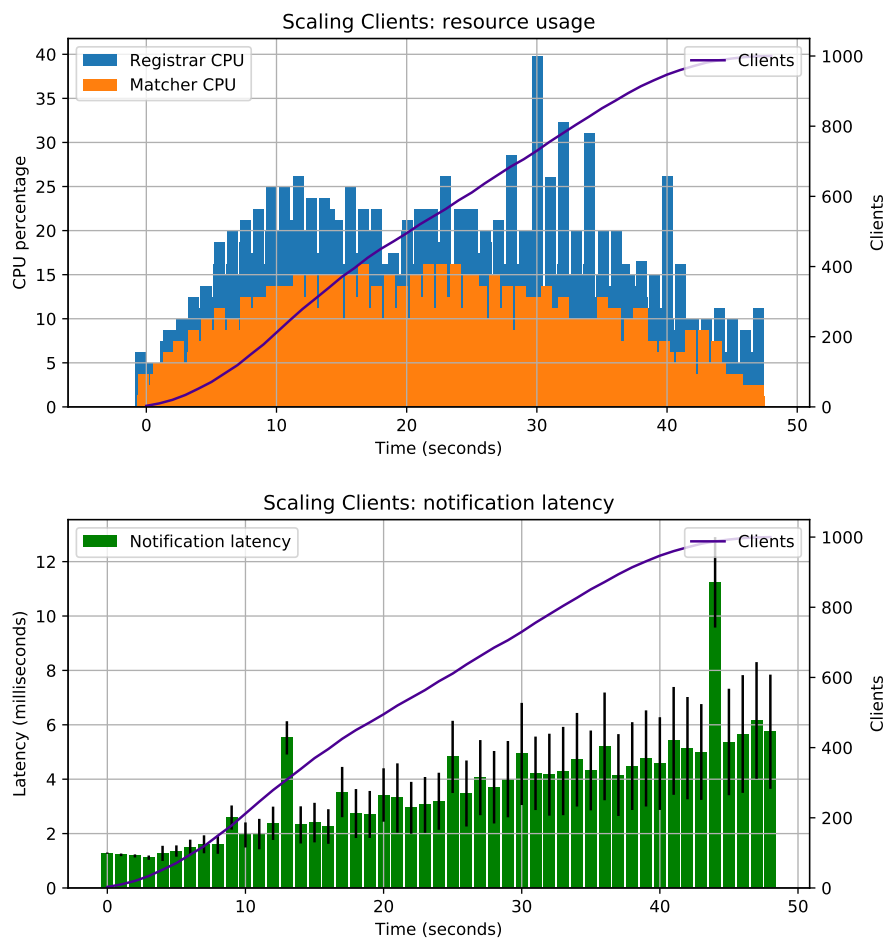 Scaling Clients: resource usage
Registrar CPU
Matcher CPU
Clients
CPU percentage
40
35
30
25
20
15
10
5
0
1000
800
600
400
200
0
Clients
0 10 20 30 40 50
Time (seconds)
Scaling Clients: notification latency
Notification latency
Clients
Latency (milliseconds)
12
10
8
6
4
2
0
1000
800
600
400
200
0
Clients
0 10 20 30 40 50
Time (seconds)